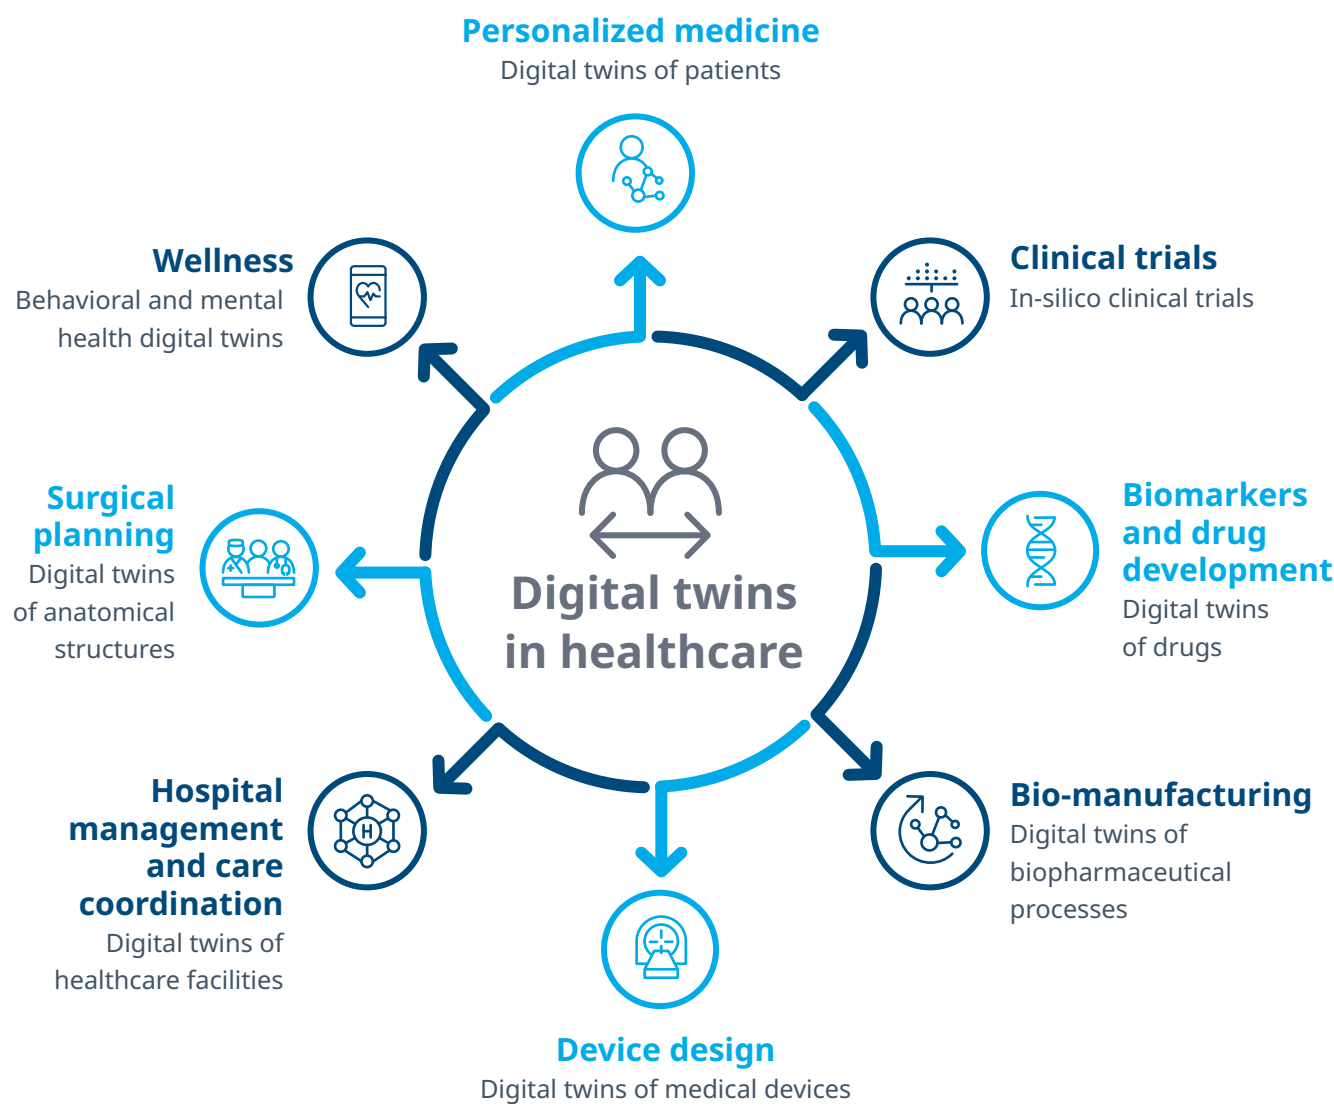 Personalized medicine
Digital twins of patients
Wellness
Behavioral and mental
health digital twins
Clinical trials
In-silico clinical trials
Surgical
planning
Digital twins
of anatomical
structures
Digital twins
in healthcare
Biomarkers
and drug
development
Digital twins
of drugs
Hospital
management
and care
coordination
Digital twins of
healthcare facilities
H
Bio-manufacturing
Digital twins of
biopharmaceutical
processes
Device design
Digital twins of medical devices